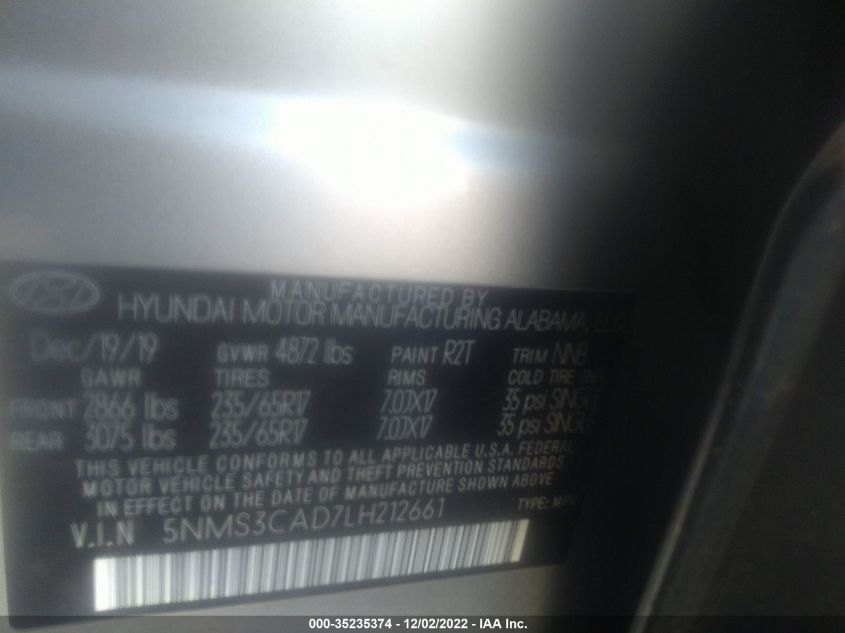 MANUFACTURED BY
HYUNDAI MOTOR MANUFACTURING ALABAMA, LLC
Dec/19/19 GVWR 4872 lbs PAINT R2T TRIM NNB
GAWR TIRES RIMS COLD TIRE INF
FRONT 2866 lbs 235/65R17 7.0JX17 35 psi SINGLE
REAR 3075 lbs 235/65R17 7.0JX17 35 psi SINGLE
THIS VEHICLE CONFORMS TO ALL APPLICABLE U.S.A. FEDERAL
MOTOR VEHICLE SAFETY AND THEFT PREVENTION STANDARDS
IN EFFECT ON THE DATE OF MANUFACTURE SHOWN ABOVE
V.I.N 5NMS3CAD7LH212661 TYPE: MPV
000-35235374 - 12/02/2022 - IAA Inc.